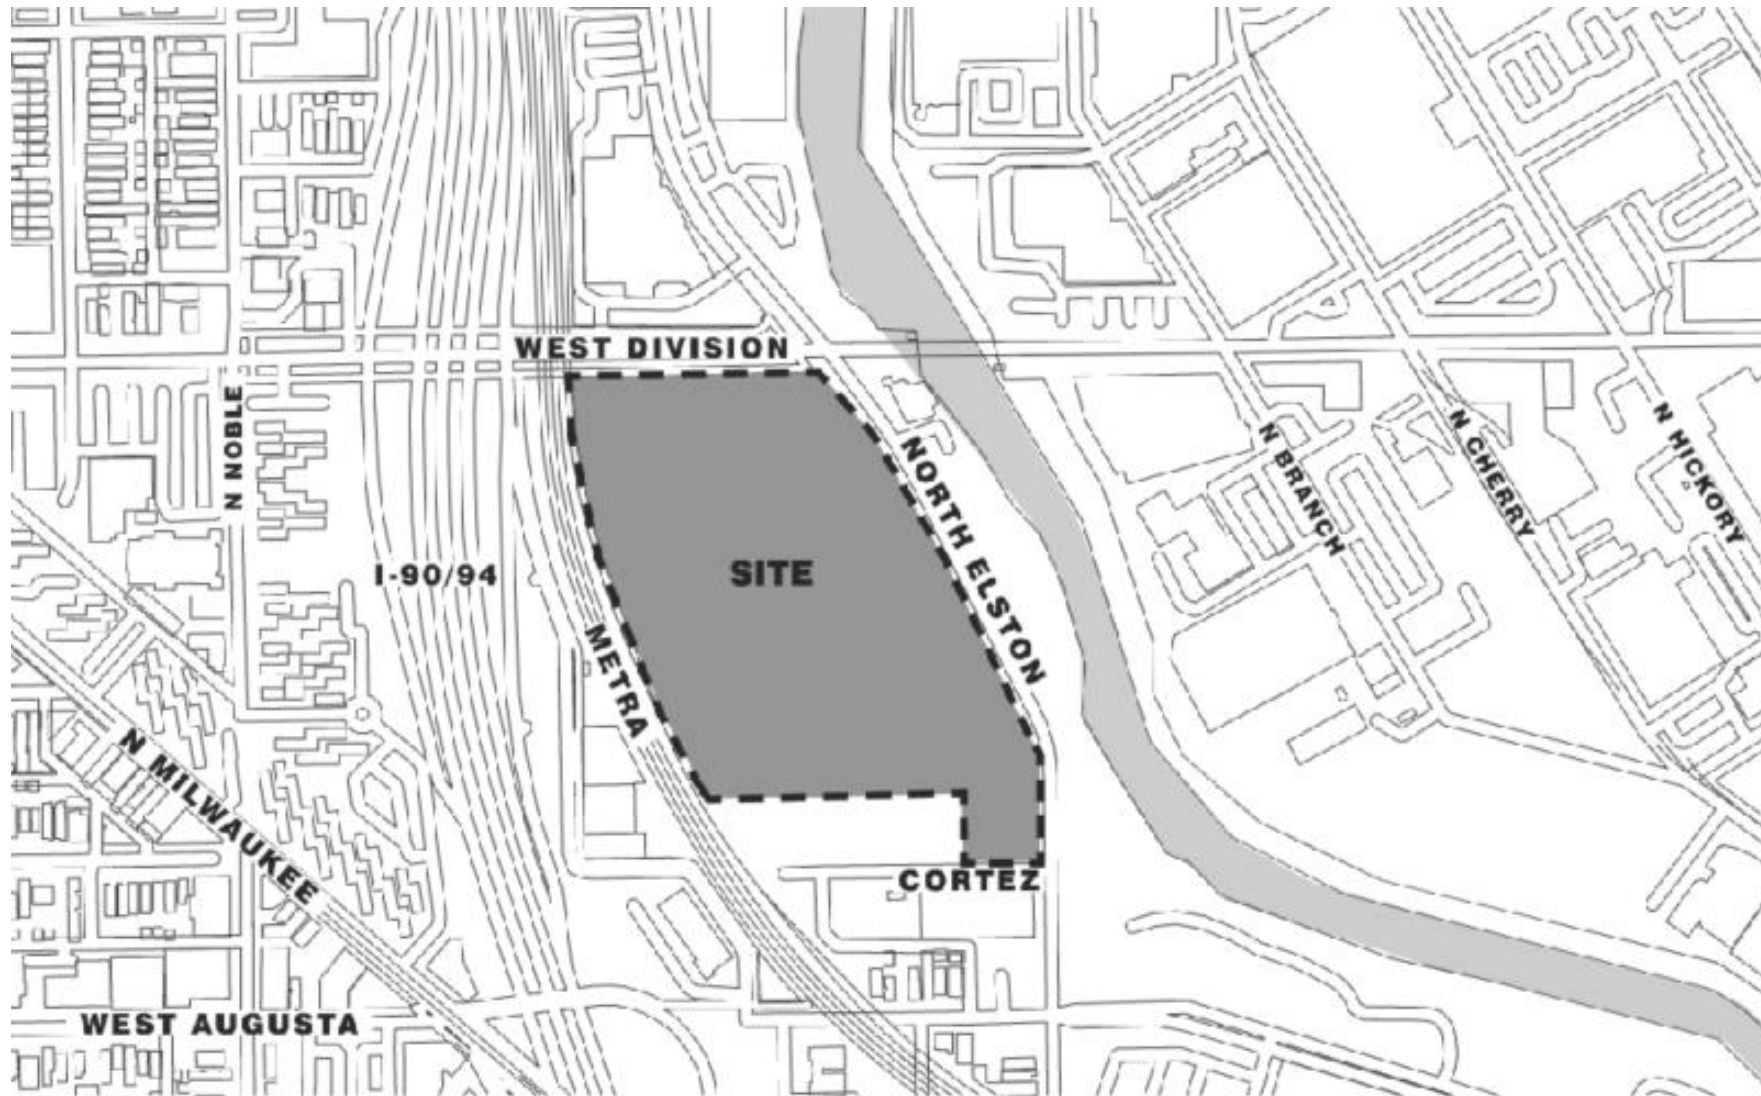 WEST DIVISION
N NOBLE
NORTH ELSTON
N BRANCH
N CHERRY
N HICKORY
I-90/94
SITE
METRA
N MILWAUKEE
CORTEZ
WEST AUGUSTA